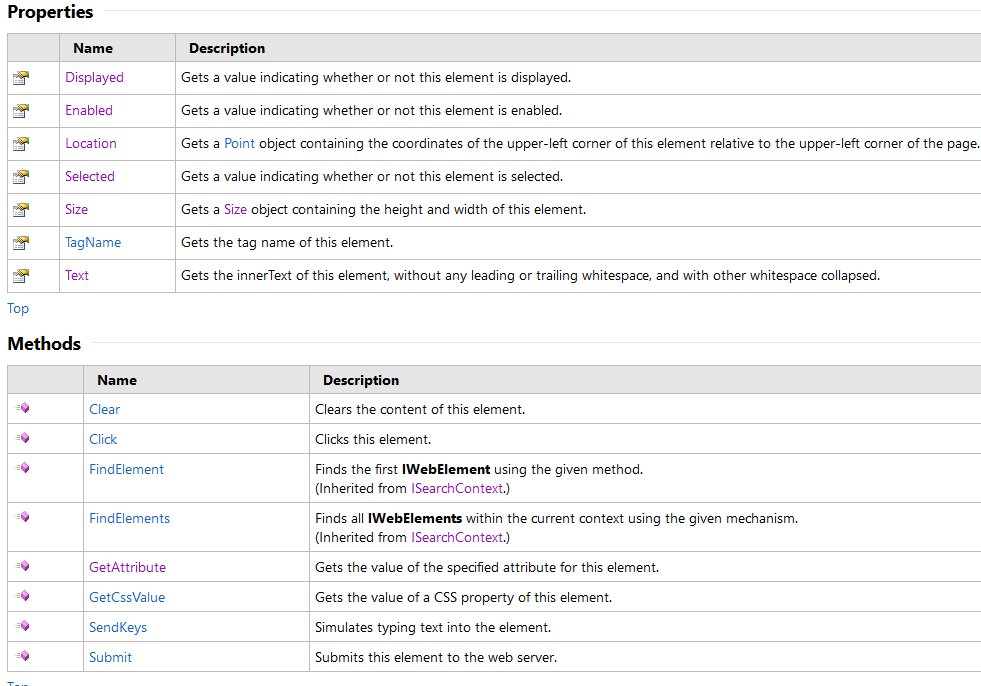 Properties
Name Description
Displayed Gets a value indicating whether or not this element is displayed.
Enabled Gets a value indicating whether or not this element is enabled.
Location Gets a Point object containing the coordinates of the upper-left corner of this element relative to the upper-left corner of the page.
Selected Gets a value indicating whether or not this element is selected.
Size Gets a Size object containing the height and width of this element.
TagName Gets the tag name of this element.
Text Gets the innerText of this element, without any leading or trailing whitespace, and with other whitespace collapsed.
Top
Methods
Name Description
Clear Clears the content of this element.
Click Clicks this element.
FindElement Finds the first IWebElement using the given method.
(Inherited from ISearchContext.)
FindElements Finds all IWebElements within the current context using the given mechanism.
(Inherited from ISearchContext.)
GetAttribute Gets the value of the specified attribute for this element.
GetCssValue Gets the value of a CSS property of this element.
SendKeys Simulates typing text into the element.
Submit Submits this element to the web server.